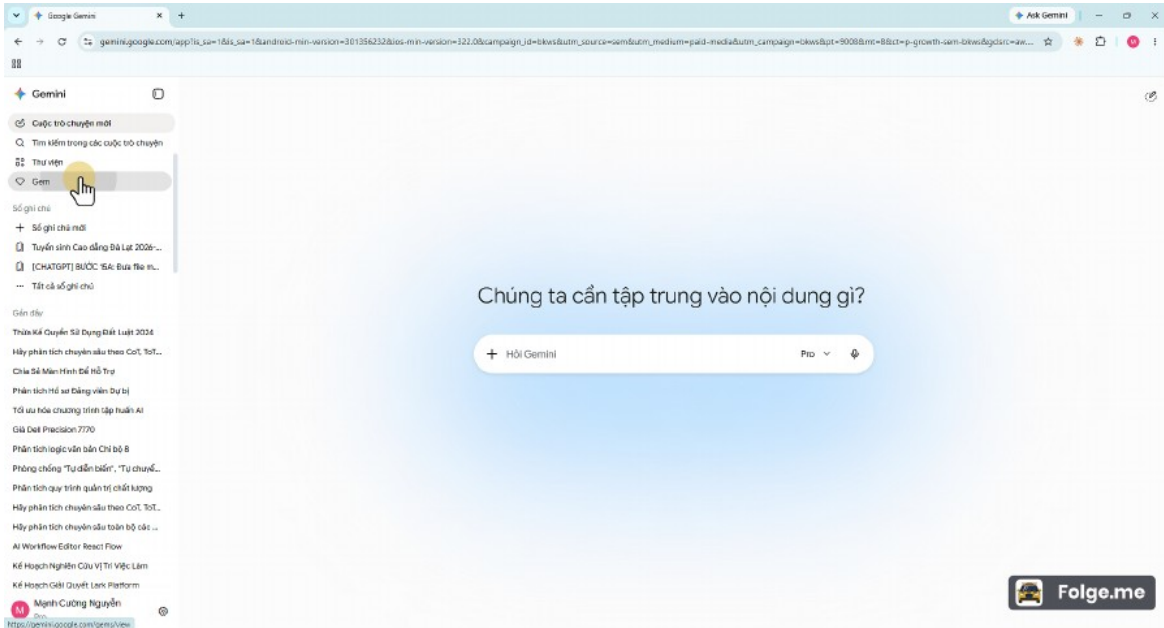 Google Gemini
Ask Gemini
gemini.google.com/app?is_sa=1&is_sa=1&android-min-version=301356232&ios-min-version=322.0&campaign_id=bkws&utm_source=sem&utm_medium=paid-media&utm_campaign=bkws&pt=9008&mt=8&ct=p-growth-sem-bkws&gclsrc=aw...
Gemini
Cuộc trò chuyện mới
Tìm kiếm trong các cuộc trò chuyện
Thư viện
Gem
Sổ ghi chú
Sổ ghi chú mới
Tuyển sinh Cao đẳng Đà Lạt 2026-...
[CHATGPT] BƯỚC 15A: Đưa file m...
Tất cả sổ ghi chú
Gần đây
Thừa Kế Quyền Sử Dụng Đất Luật 2024
Hãy phân tích chuyên sâu theo CoT, ToT...
Chia Sẻ Màn Hình Để Hỗ Trợ
Phân tích Hồ sơ Đảng viên Dự bị
Tối ưu hóa chương trình tập huấn AI
Giá Dell Precision 7770
Phân tích logic văn bản Chi bộ 8
Phòng chống "Tự diễn biến", "Tự chuyể...
Phân tích quy trình quản trị chất lượng
Hãy phân tích chuyên sâu theo CoT, ToT...
Hãy phân tích chuyên sâu toàn bộ các ...
AI Workflow Editor React Flow
Kế Hoạch Nghiên Cứu Vị Trí Việc Làm
Kế Hoạch Giải Quyết Lark Platform
M Mạnh Cường Nguyễn
Pro
https://gemini.google.com/gems/view
Chúng ta cần tập trung vào nội dung gì?
Hỏi Gemini
Pro
Folge.me